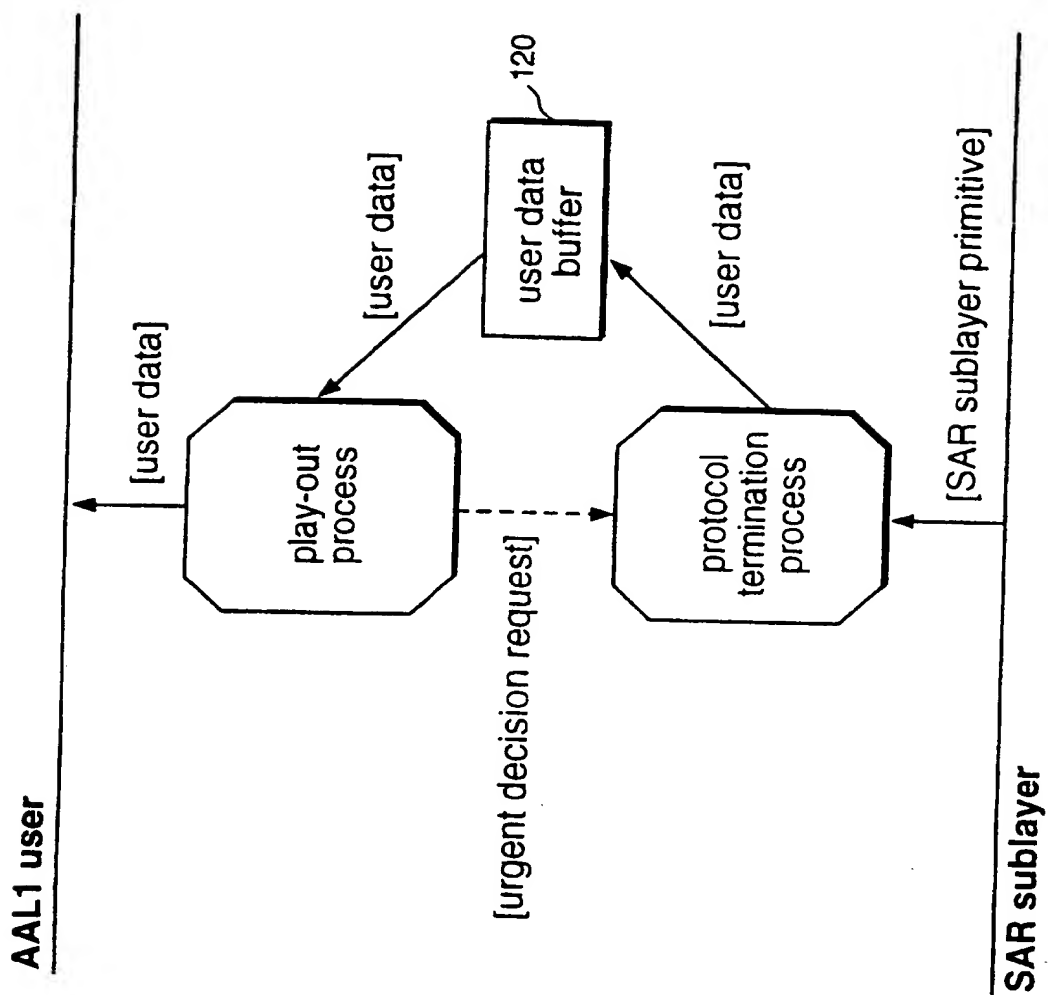 AAL1 user
[user data]
play-out
process
[user data]
120
user data
buffer
[urgent decision request]
[user data]
protocol
termination
process
[SAR sublayer primitive]
SAR sublayer